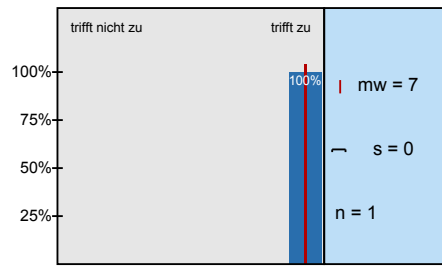 trifft nicht zu trifft zu
100%
75%
50%
25%
100%
mw = 7
s = 0
n = 1